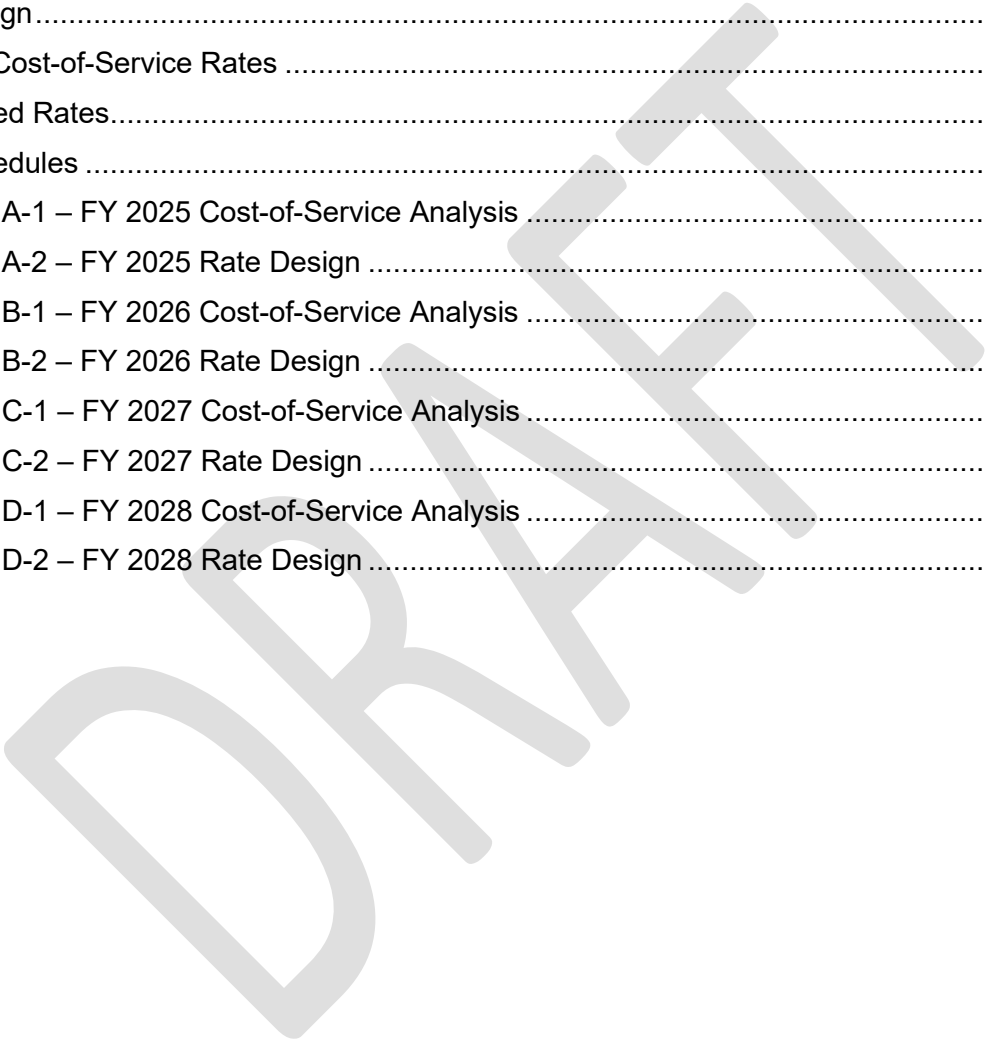 gn........................................................................................................................
Cost-of-Service Rates ....................................................................................
ed Rates.........................................................................................................
edules ............................................................................................................
A-1 – FY 2025 Cost-of-Service Analysis .......................................................
A-2 – FY 2025 Rate Design ..........................................................................
B-1 – FY 2026 Cost-of-Service Analysis .......................................................
B-2 – FY 2026 Rate Design ..........................................................................
C-1 – FY 2027 Cost-of-Service Analysis .......................................................
C-2 – FY 2027 Rate Design ..........................................................................
D-1 – FY 2028 Cost-of-Service Analysis .......................................................
D-2 – FY 2028 Rate Design ..........................................................................
DRAFT